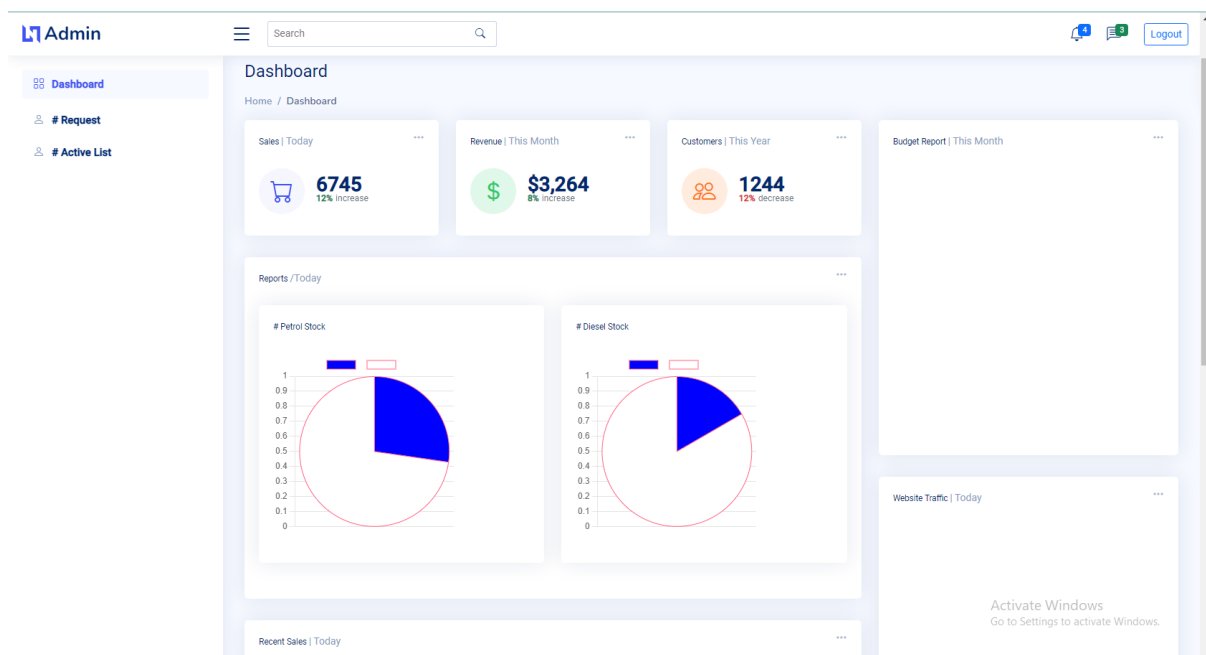 Admin
Search
4
3
Logout
Dashboard
# Request
# Active List
Dashboard
Home / Dashboard
Sales | Today
6745
12% increase
Revenue | This Month
$3,264
8% increase
Customers | This Year
1244
12% decrease
Budget Report | This Month
Reports /Today
# Petrol Stock
1
0.9
0.8
0.7
0.6
0.5
0.4
0.3
0.2
0.1
0
# Diesel Stock
1
0.9
0.8
0.7
0.6
0.5
0.4
0.3
0.2
0.1
0
Website Traffic | Today
Activate Windows
Go to Settings to activate Windows.
Recent Sales | Today